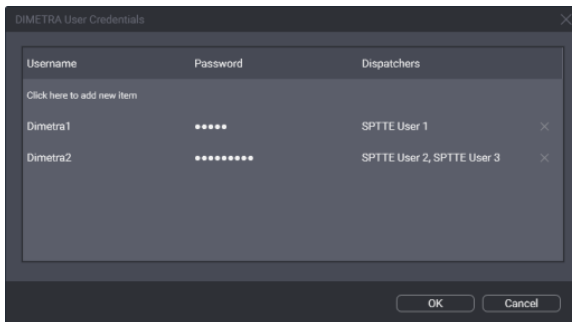 DIMETRA User Credentials
Username Password Dispatchers
Click here to add new item
Dimetra1 ●●●●● SPTTE User 1
Dimetra2 ●●●●●●●●● SPTTE User 2, SPTTE User 3
OK Cancel